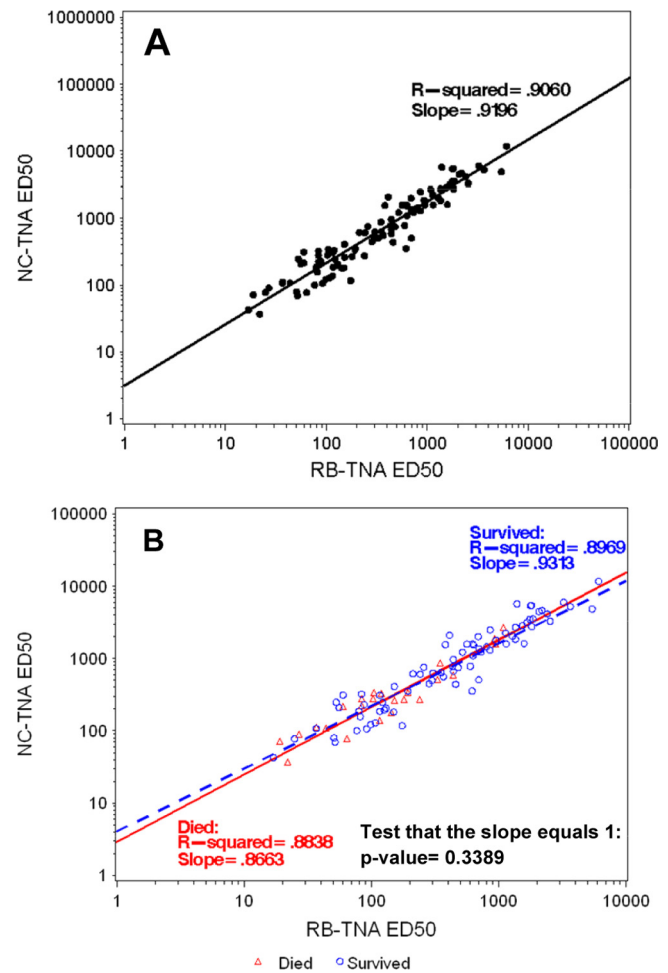 A
1000000
100000
10000
1000
100
10
1
R-squared= .9060
Slope= .9196
NC-TNA ED50
1 10 100 1000 10000 100000
RB-TNA ED50
B
100000
10000
1000
100
10
1
Survived:
R-squared= .8969
Slope= .9313
NC-TNA ED50
Died:
R-squared= .8838
Slope= .8663
Test that the slope equals 1:
p-value= 0.3389
1 10 100 1000 10000
RB-TNA ED50
Died Survived